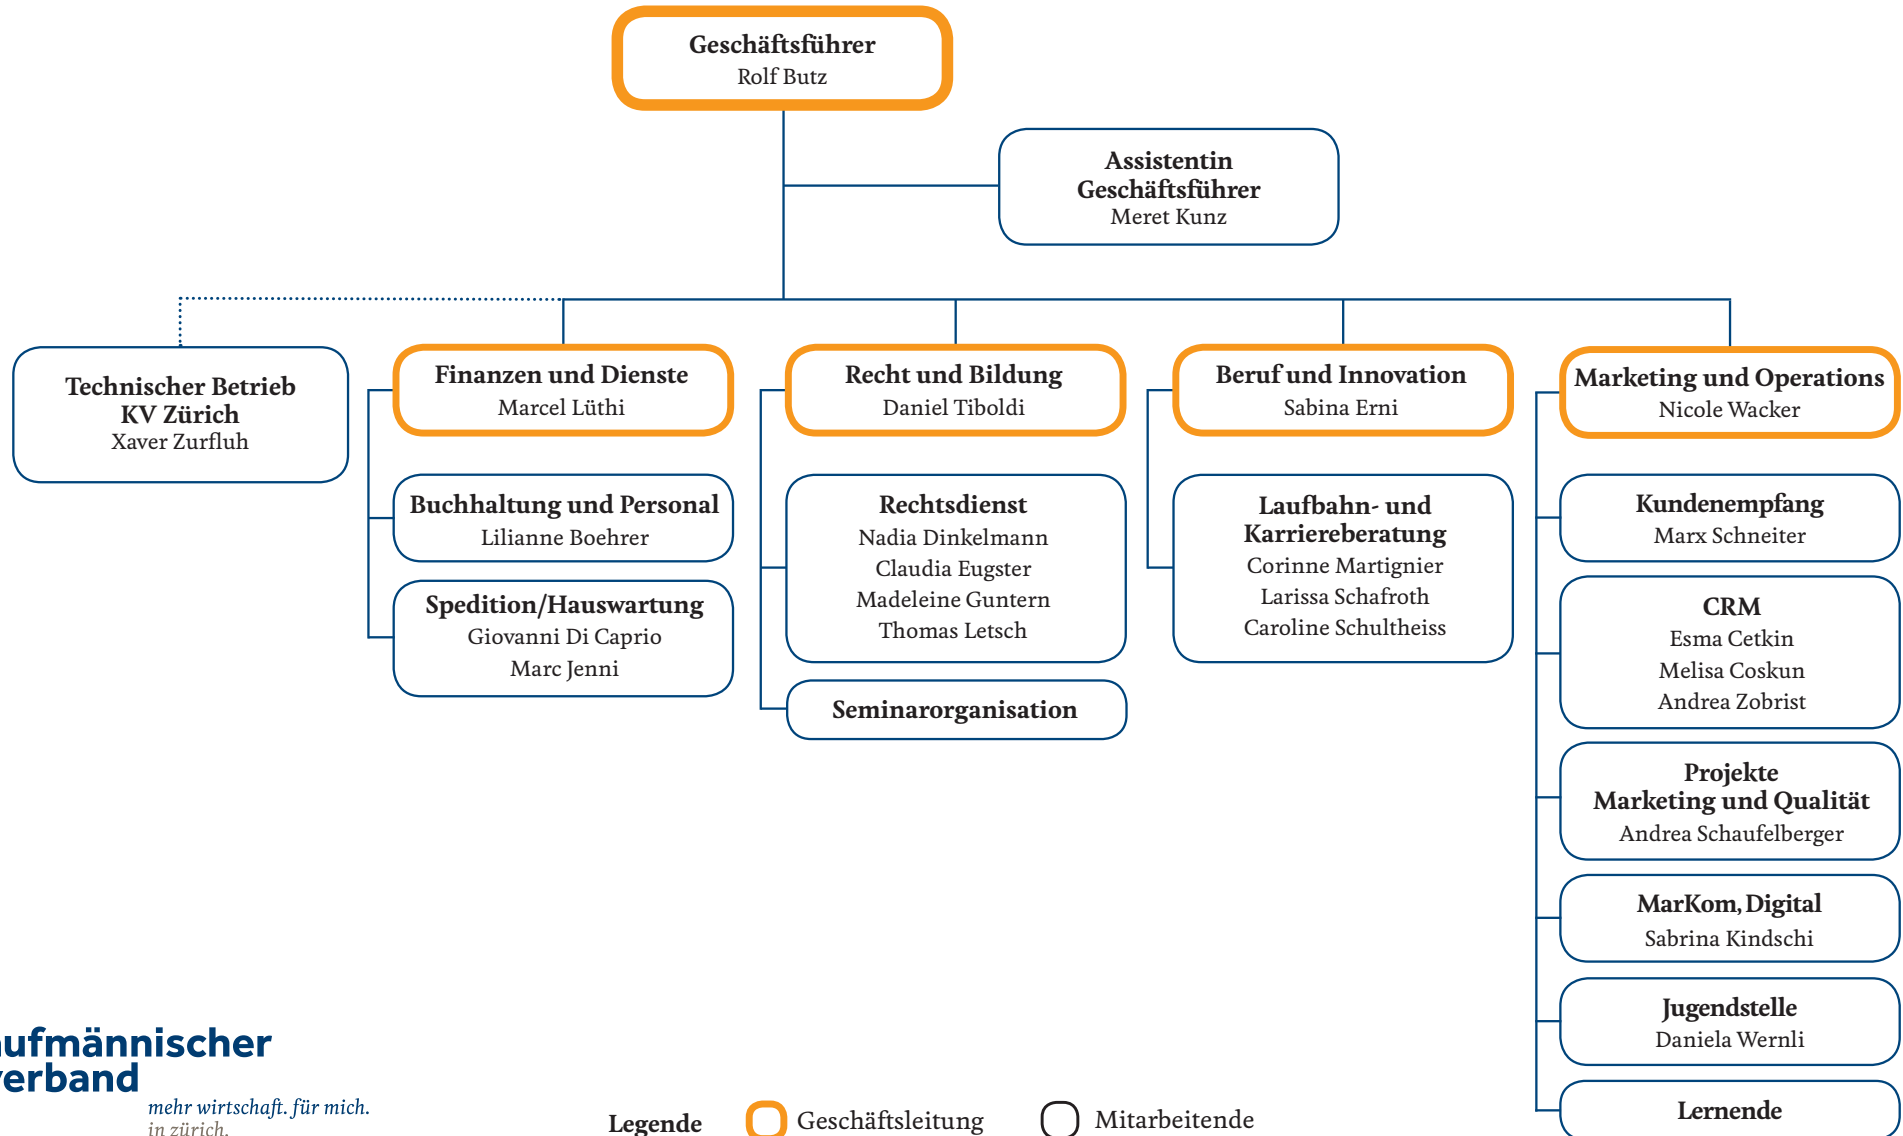 Geschäftsführer
Rolf Butz
Assistentin
Geschäftsführer
Meret Kunz
Technischer Betrieb
KV Zürich
Xaver Zurfluh
Finanzen und Dienste
Marcel Lüthi
Buchhaltung und Personal
Lilianne Boehrer
Spedition/Hauswartung
Giovanni Di Caprio
Marc Jenni
Recht und Bildung
Daniel Tiboldi
Rechtsdienst
Nadia Dinkelmann
Claudia Eugster
Madeleine Guntern
Thomas Letsch
Seminarorganisation
Beruf und Innovation
Sabina Erni
Laufbahn- und
Karriereberatung
Corinne Martignier
Larissa Schafroth
Caroline Schultheiss
Marketing und Operations
Nicole Wacker
Kundenempfang
Marx Schneiter
CRM
Esma Cetkin
Melisa Coskun
Andrea Zobrist
Projekte
Marketing und Qualität
Andrea Schaufelberger
MarKom, Digital
Sabrina Kindschi
Jugendstelle
Daniela Wernli
Lernende
aufmännischer
verband
mehr wirtschaft. für mich.
in zürich.
Legende
Geschäftsleitung
Mitarbeitende